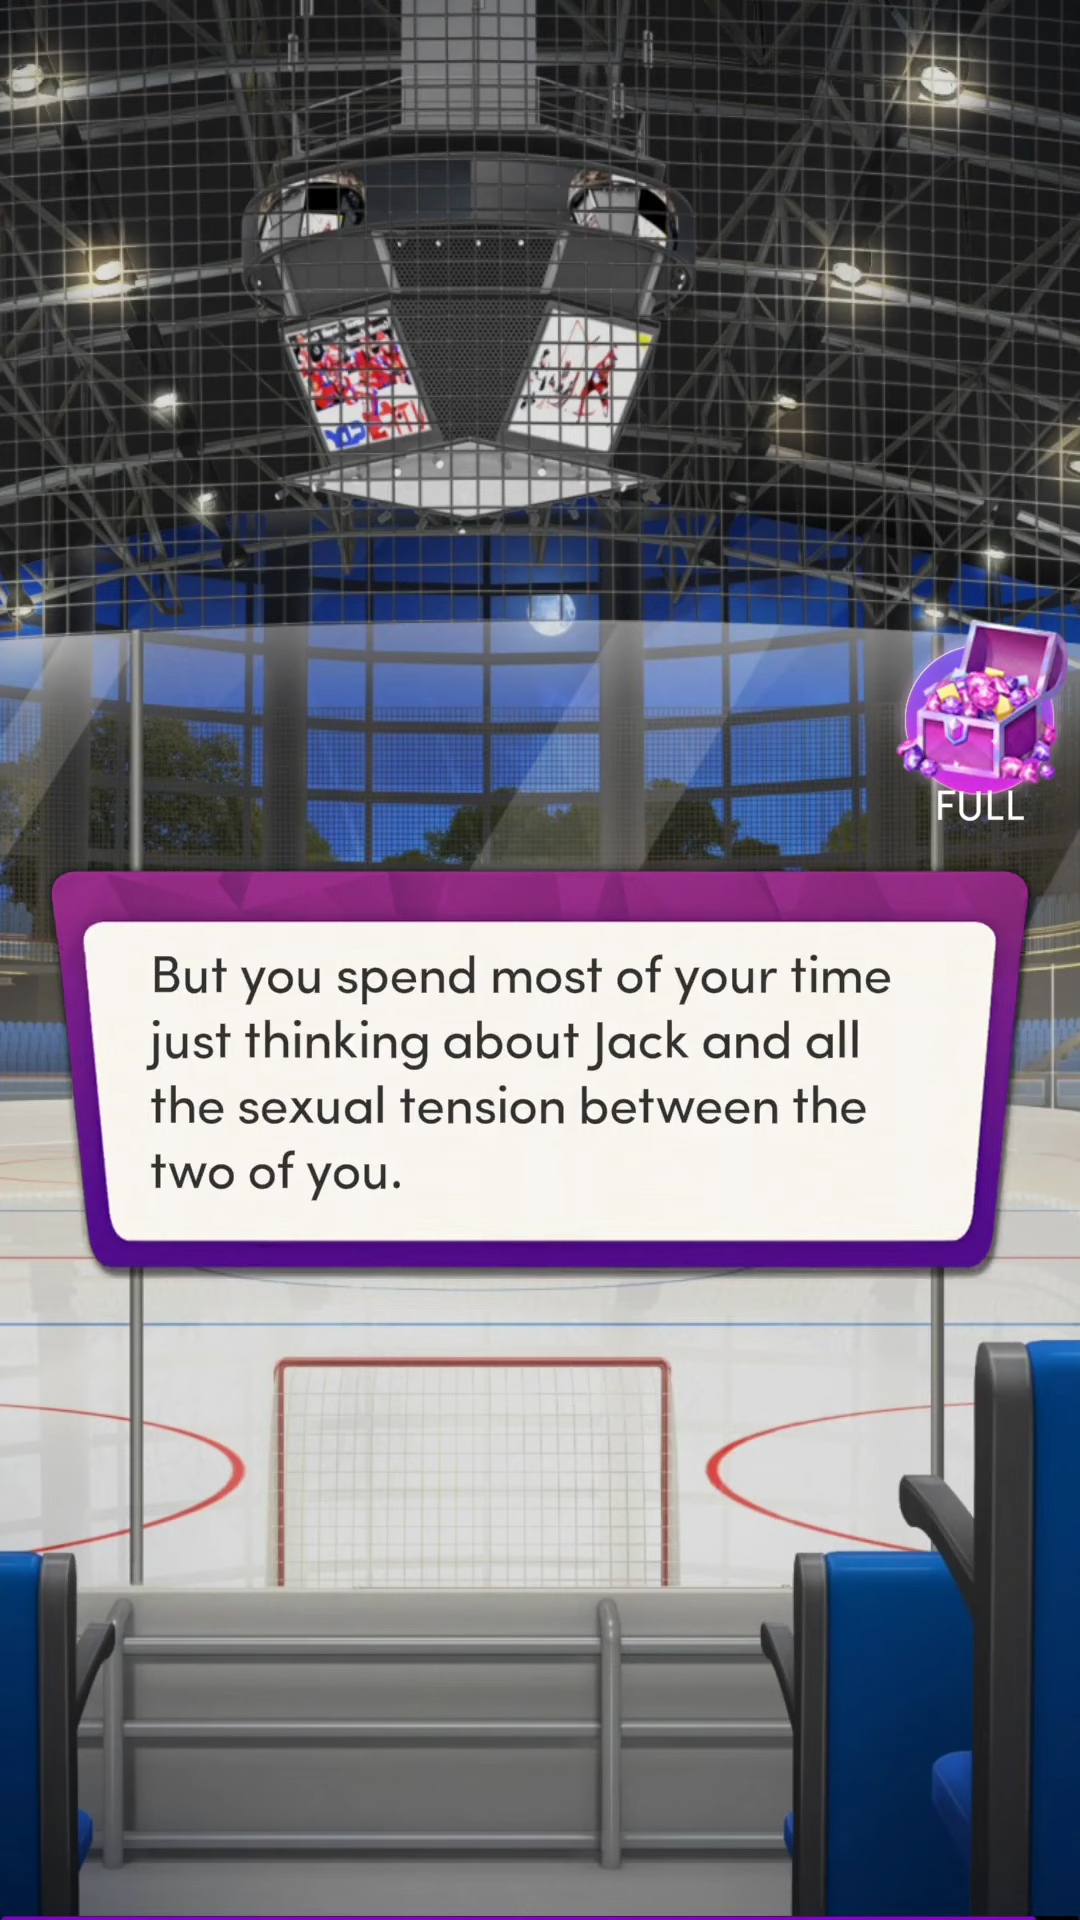 FULL
But you spend most of your time
just thinking about Jack and all
the sexual tension between the
two of you.